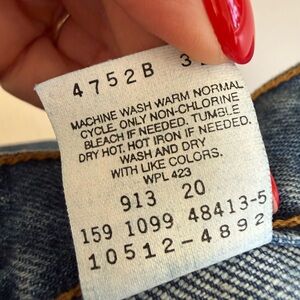 4752B 3
MACHINE WASH WARM NORMAL
CYCLE. ONLY NON-CHLORINE
BLEACH IF NEEDED. TUMBLE
DRY HOT. HOT IRON IF NEEDED.
WASH AND DRY
WITH LIKE COLORS.
WPL 423
913 20
159 1099 48413-5
10512-4892